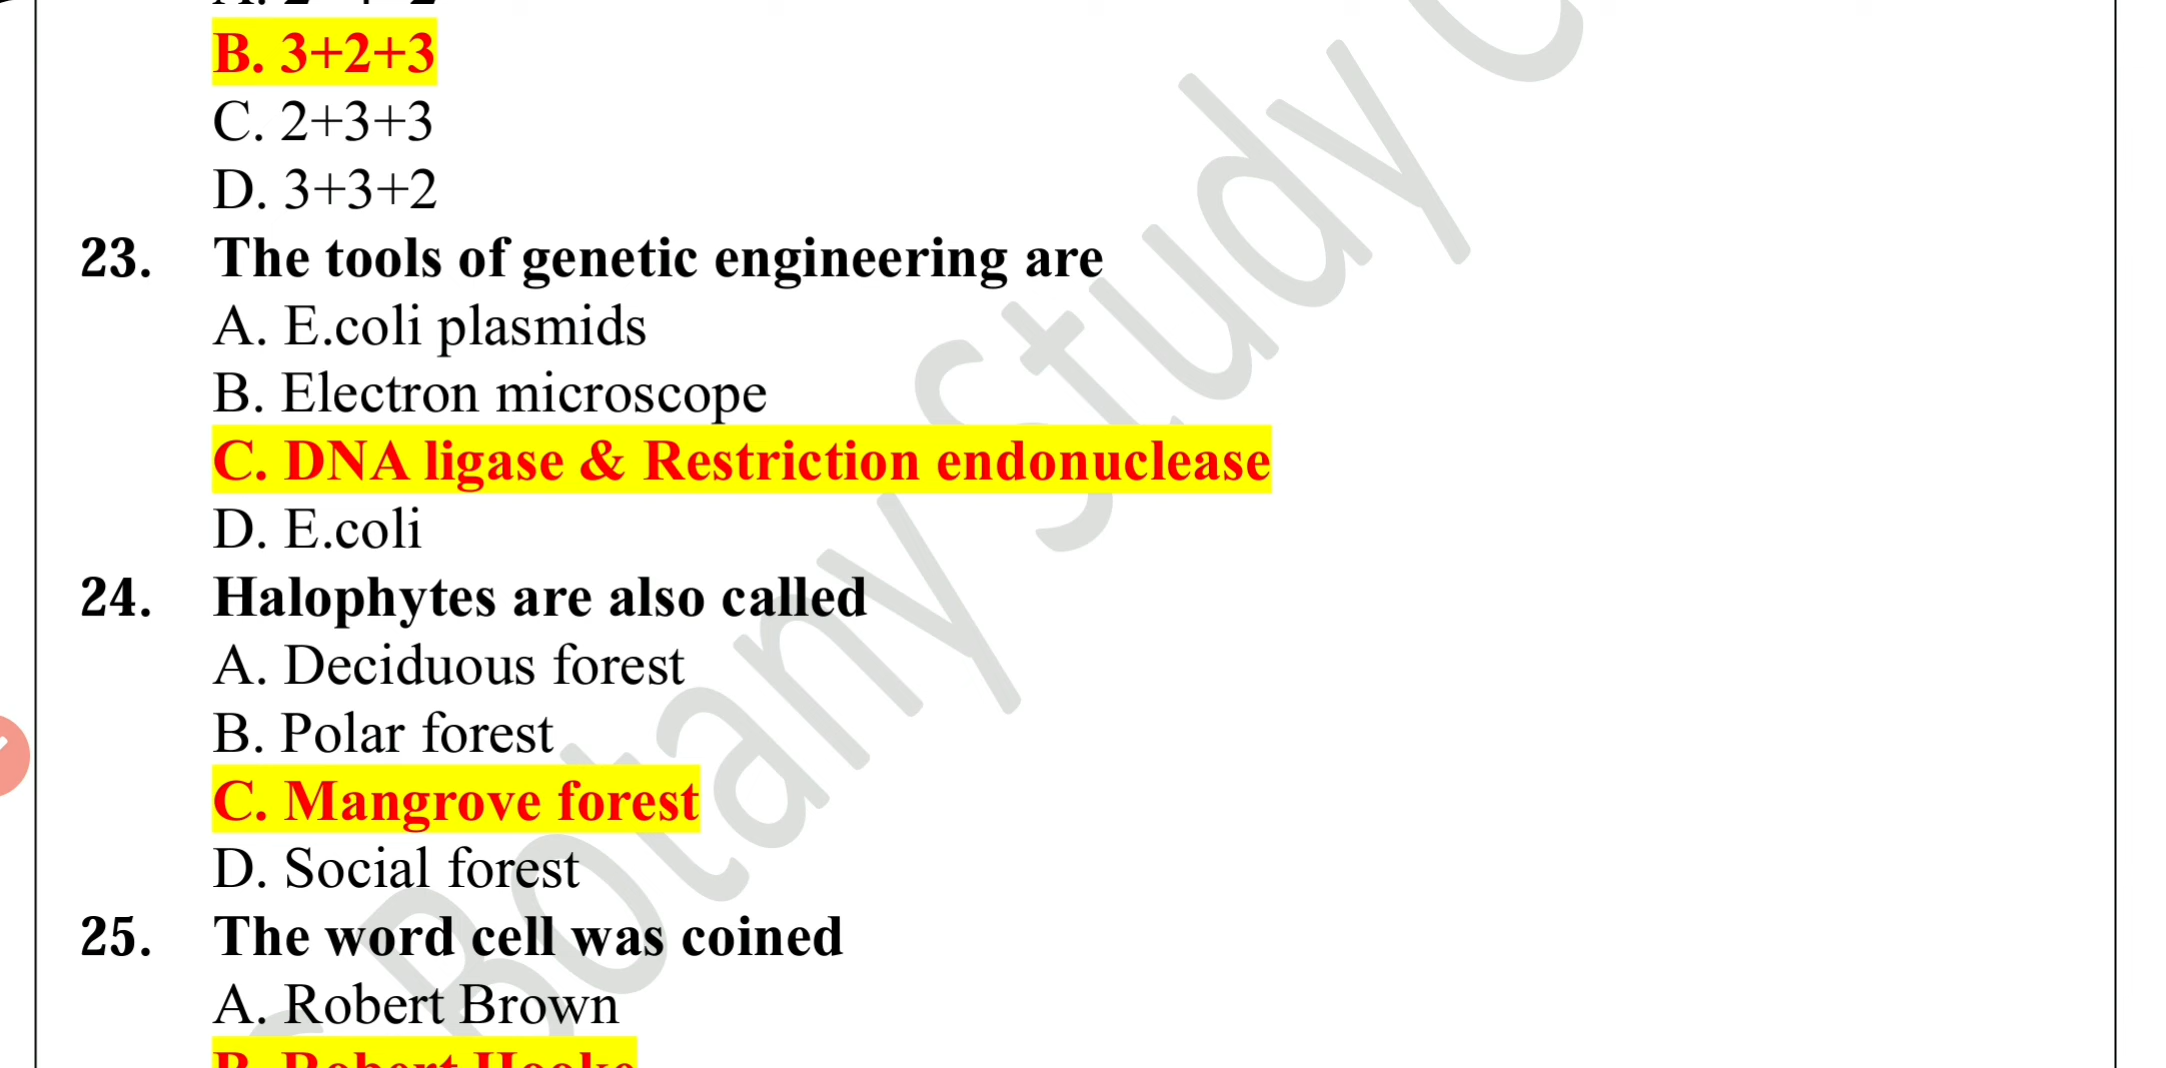 B. 3+2+3
C. 2+3+3
D. 3+3+2
23. The tools of genetic engineering are
A. E.coli plasmids
B. Electron microscope
C. DNA ligase & Restriction endonuclease
D. E.coli
24. Halophytes are also called
A. Deciduous forest
B. Polar forest
C. Mangrove forest
D. Social forest
25. The word cell was coined
A. Robert Brown
B. Robert Hooke
Botany Study